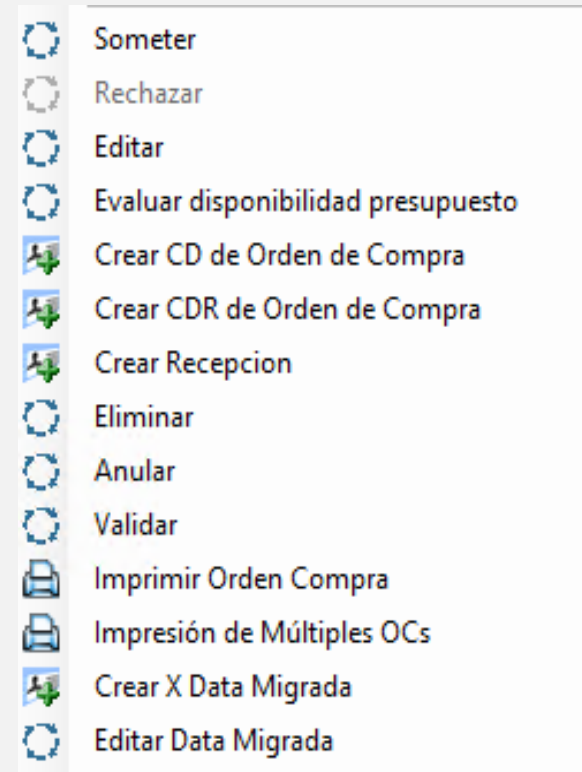 Someter
Rechazar
Editar
Evaluar disponibilidad presupuesto
Crear CD de Orden de Compra
Crear CDR de Orden de Compra
Crear Recepcion
Eliminar
Anular
Validar
Imprimir Orden Compra
Impresión de Múltiples OCs
Crear X Data Migrada
Editar Data Migrada